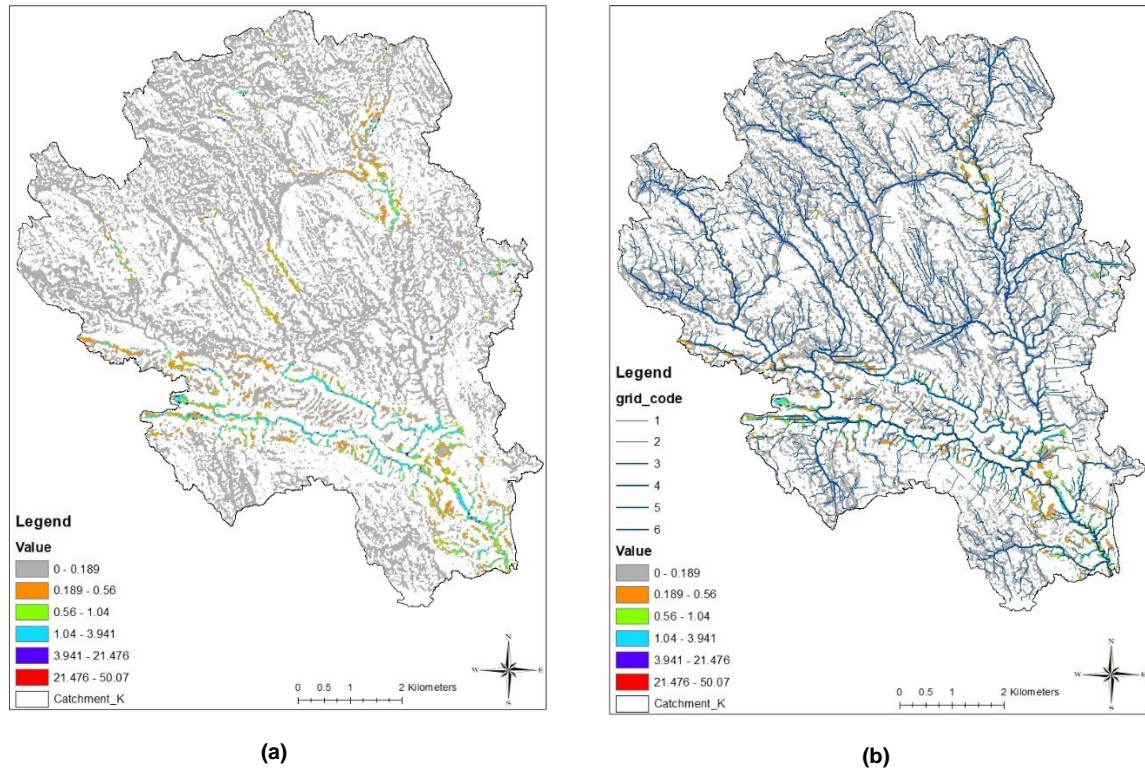 Legend
Value
0 - 0.189
0.189 - 0.56
0.56 - 1.04
1.04 - 3.941
3.941 - 21.476
21.476 - 50.07
Catchment_K
0 0.5 1 2 Kilometers
N
W E
S
(a)
Legend
grid_code
1
2
3
4
5
6
Value
0 - 0.189
0.189 - 0.56
0.56 - 1.04
1.04 - 3.941
3.941 - 21.476
21.476 - 50.07
Catchment_K
0 0.5 1 2 Kilometers
N
W E
S
(b)